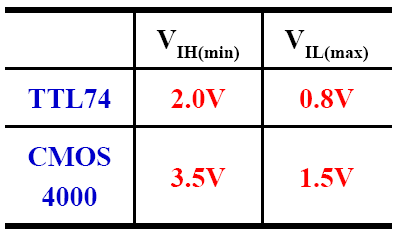 VIH(min) VIL(max)
TTL74 2.0V 0.8V
CMOS
4000 3.5V 1.5V